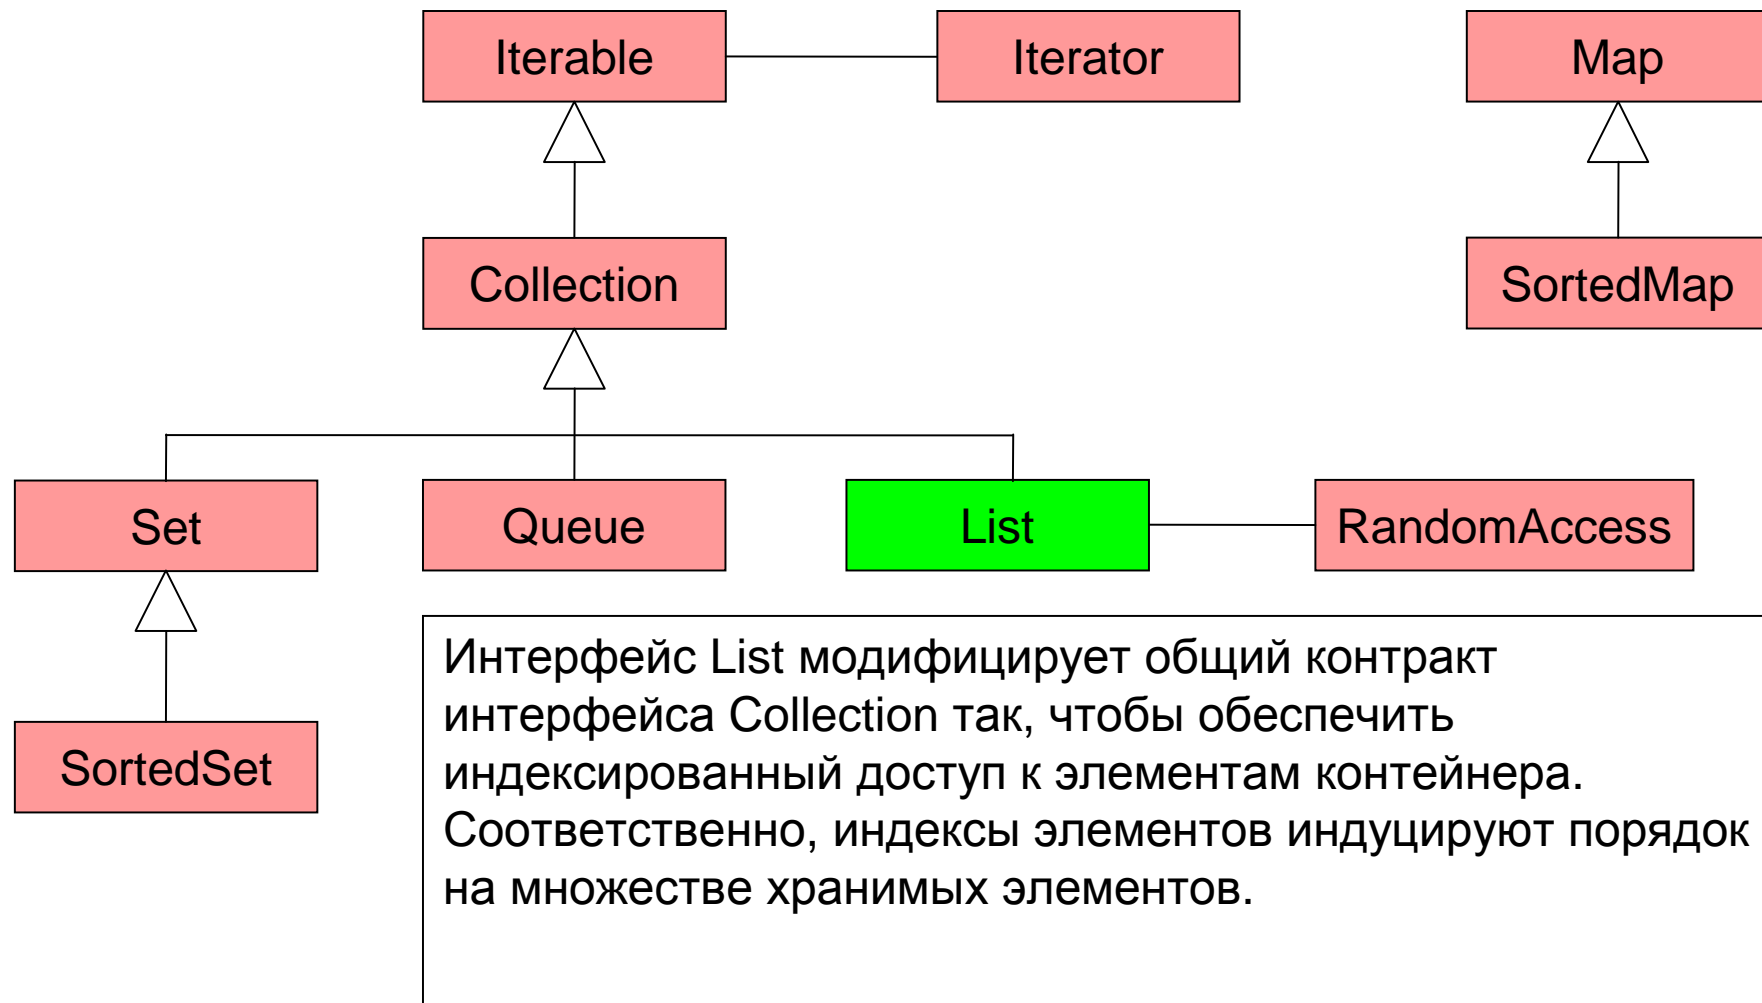 Iterable
Iterator
Map
Collection
SortedMap
Set
Queue
List
RandomAccess
SortedSet
Интерфейс List модифицирует общий контракт
интерфейса Collection так, чтобы обеспечить
индексированный доступ к элементам контейнера.
Соответственно, индексы элементов индуцируют порядок
на множестве хранимых элементов.